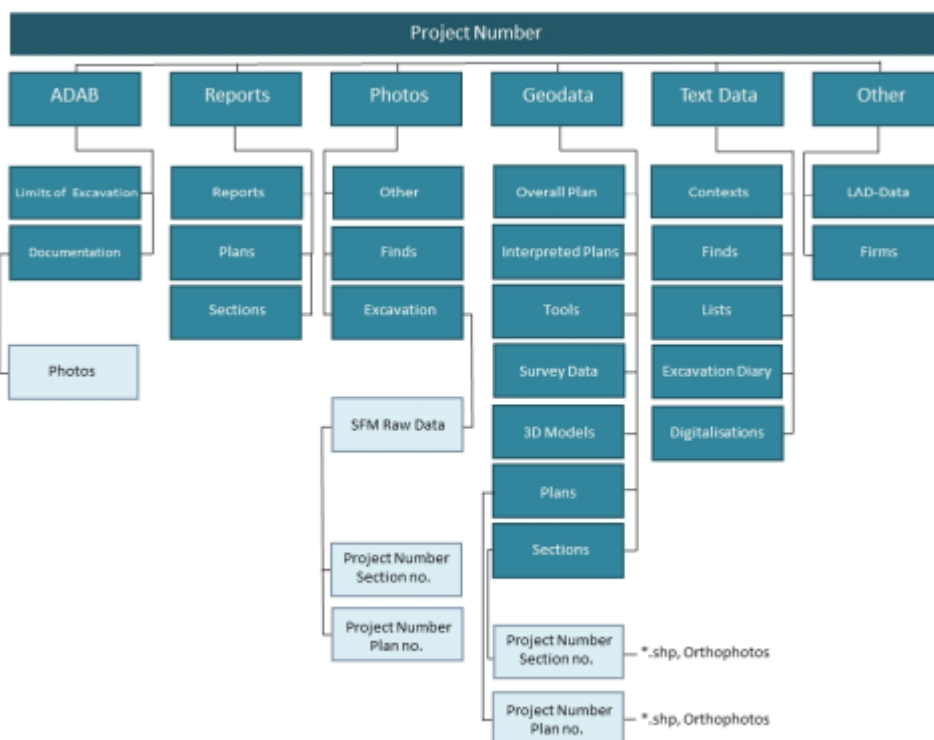 Project Number
ADAB
Reports
Photos
Geodata
Text Data
Other
Limits of Excavation
Documentation
Photos
Reports
Plans
Sections
Other
Finds
Excavation
SFM Raw Data
Project Number
Section no.
Project Number
Plan no.
Overall Plan
Interpreted Plans
Tools
Survey Data
3D Models
Plans
Sections
Project Number
Section no.
*.shp, Orthophotos
Project Number
Plan no.
*.shp, Orthophotos
Contexts
Finds
Lists
Excavation Diary
Digitalisations
LAD-Data
Firms